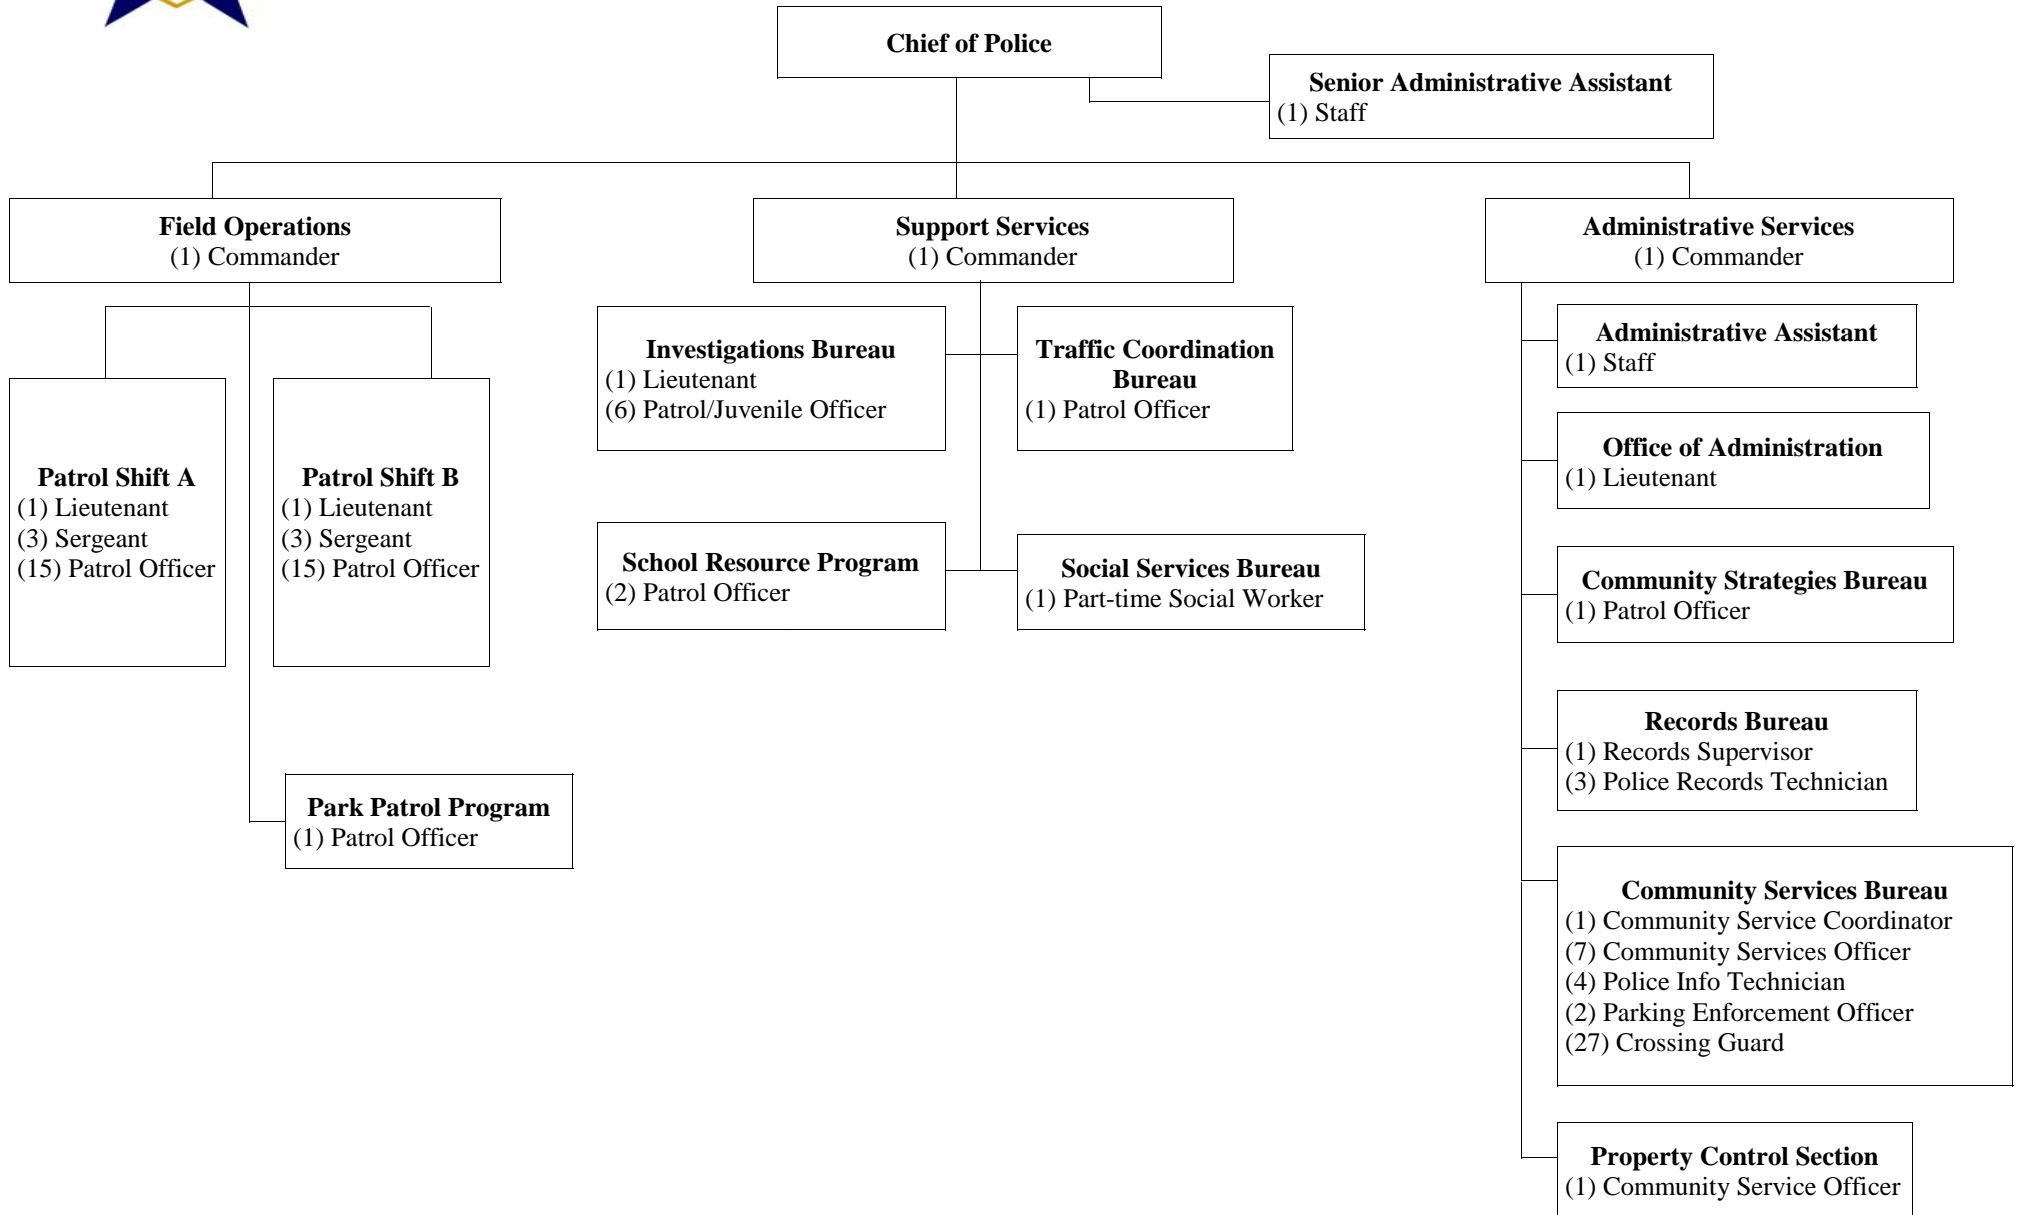 Chief of Police
Senior Administrative Assistant
(1) Staff
Field Operations
(1) Commander
Support Services
(1) Commander
Administrative Services
(1) Commander
Patrol Shift A
(1) Lieutenant
(3) Sergeant
(15) Patrol Officer
Patrol Shift B
(1) Lieutenant
(3) Sergeant
(15) Patrol Officer
Park Patrol Program
(1) Patrol Officer
Investigations Bureau
(1) Lieutenant
(6) Patrol/Juvenile Officer
Traffic Coordination
Bureau
(1) Patrol Officer
School Resource Program
(2) Patrol Officer
Social Services Bureau
(1) Part-time Social Worker
Administrative Assistant
(1) Staff
Office of Administration
(1) Lieutenant
Community Strategies Bureau
(1) Patrol Officer
Records Bureau
(1) Records Supervisor
(3) Police Records Technician
Community Services Bureau
(1) Community Service Coordinator
(7) Community Services Officer
(4) Police Info Technician
(2) Parking Enforcement Officer
(27) Crossing Guard
Property Control Section
(1) Community Service Officer